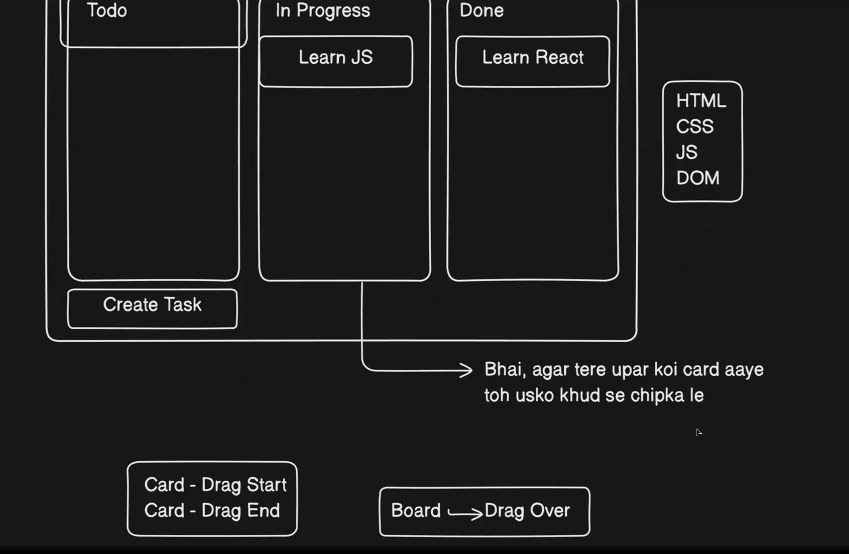 Todo
In Progress
Done
Learn JS
Learn React
HTML
CSS
JS
DOM
Create Task
Bhai, agar tere upar koi card aaye
toh usko khud se chipka le
Card - Drag Start
Card - Drag End
Board Drag Over